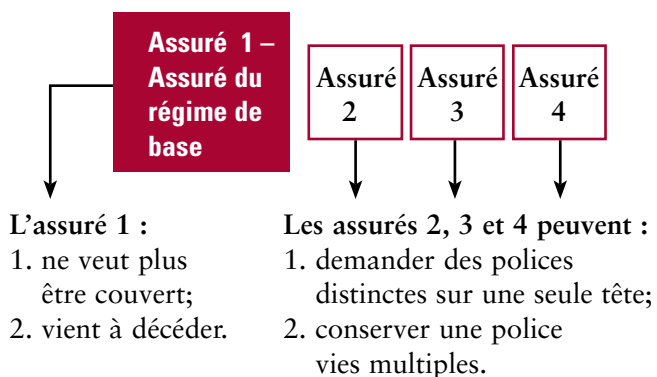 Assuré 1 –
Assuré du
régime de
base
Assuré
2
Assuré
3
Assuré
4
L'assuré 1 :
1. ne veut plus
être couvert;
2. vient à décéder.
Les assurés 2, 3 et 4 peuvent :
1. demander des polices
distinctes sur une seule tête;
2. conserver une police
vies multiples.